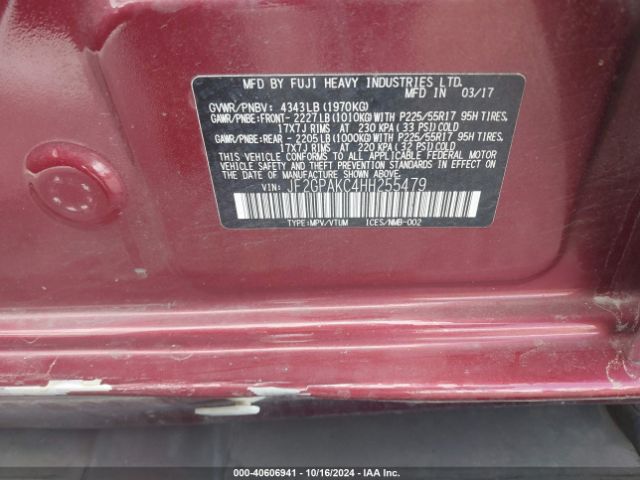 MFD BY FUJI HEAVY INDUSTRIES LTD.
MFD IN 03/17
GVWR/PNBV: 4343LB(1970KG)
GAWR/PNBE:FRONT- 2227LB(1010KG)WITH P225/55R17 95H TIRES,
17X7J RIMS AT 230 KPA(33 PSI)COLD
GAWR/PNBE:REAR - 2205LB(1000KG)WITH P225/55R17 95H TIRES,
17X7J RIMS AT 220 KPA(32 PSI)COLD
THIS VEHICLE CONFORMS TO ALL APPLICABLE FEDERAL MOTOR
VEHICLE SAFETY AND THEFT PREVENTION STANDARDS IN EFFECT ON
THE DATE OF MANUFACTURE SHOWN ABOVE.
VIN: JF2GPAKC4HH255479
TYPE:MPV/VTUM ICES/NMB-002
000-40606941 - 10/16/2024 - IAAI.COM